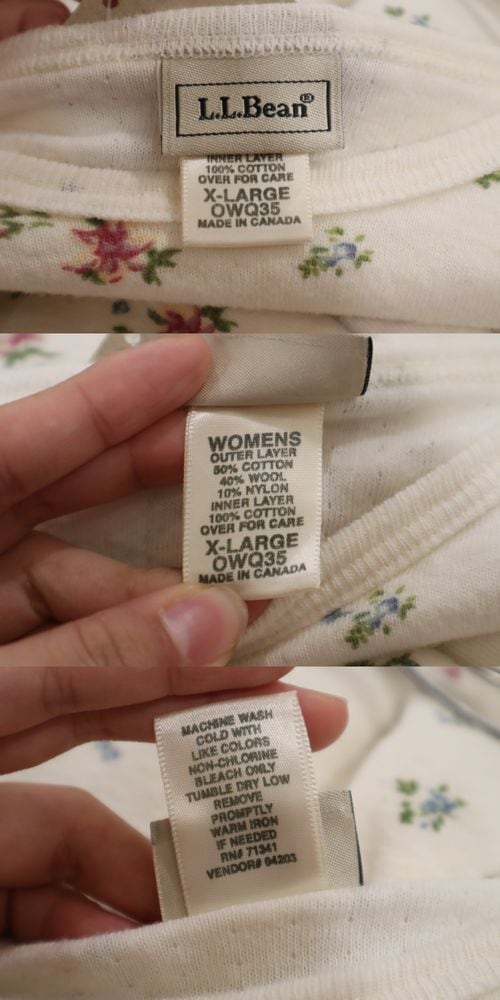 L.L.Bean®
INNER LAYER
100% COTTON
OVER FOR CARE
X-LARGE
OWQ35
MADE IN CANADA
WOMENS
OUTER LAYER
50% COTTON
40% WOOL
10% NYLON
INNER LAYER
100% COTTON
OVER FOR CARE
X-LARGE
OWQ35
MADE IN CANADA
MACHINE WASH
COLD WITH
LIKE COLORS
NON-CHLORINE
BLEACH ONLY
TUMBLE DRY LOW
REMOVE
PROMPTLY
WARM IRON
IF NEEDED
RN# 71341
VENDOR# 94203